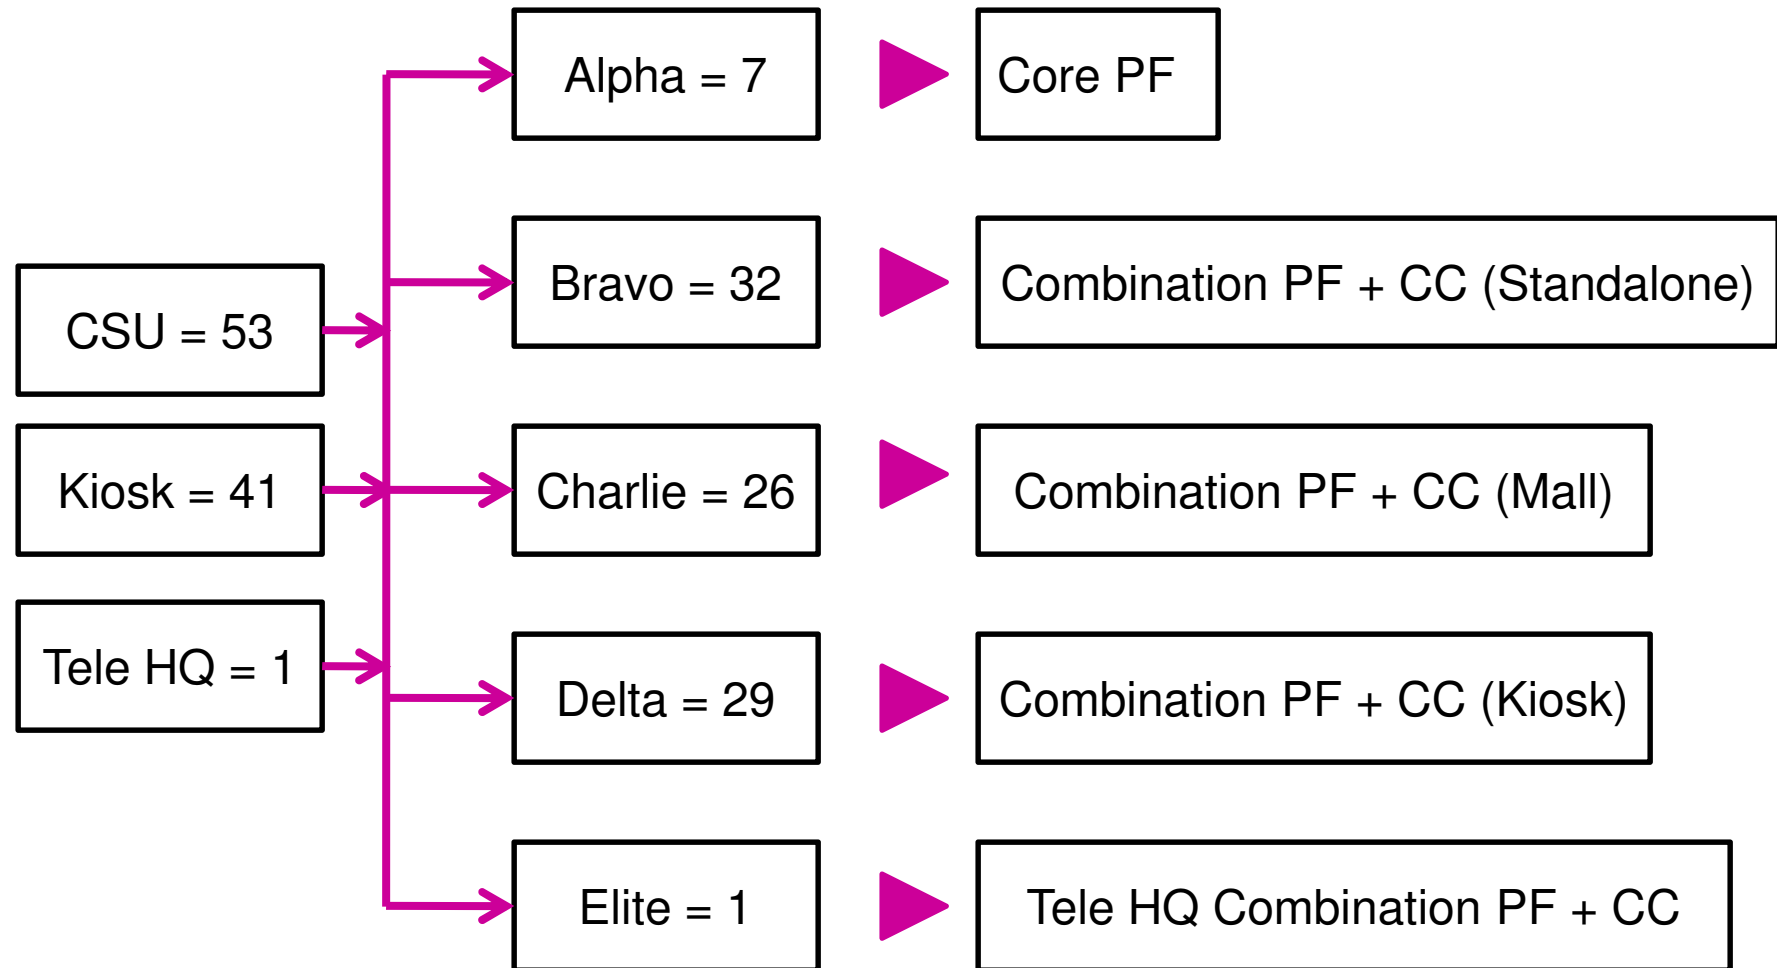 Alpha = 7
Core PF
Bravo = 32
Combination PF + CC (Standalone)
CSU = 53
Kiosk = 41
Charlie = 26
Combination PF + CC (Mall)
Tele HQ = 1
Delta = 29
Combination PF + CC (Kiosk)
Elite = 1
Tele HQ Combination PF + CC